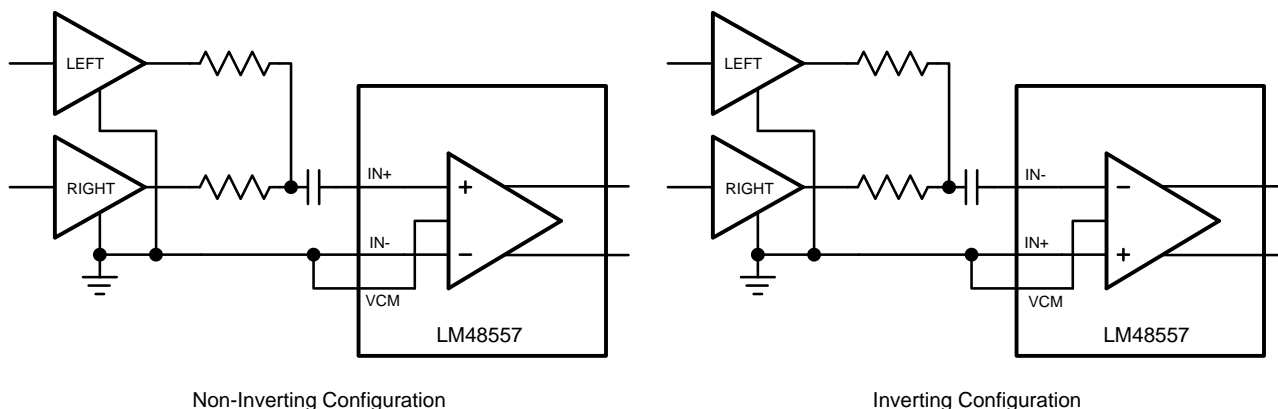 LEFT
RIGHT
IN+
+
IN-
−
VCM
LM48557
Non-Inverting Configuration
LEFT
RIGHT
IN-
−
IN+
+
VCM
LM48557
Inverting Configuration